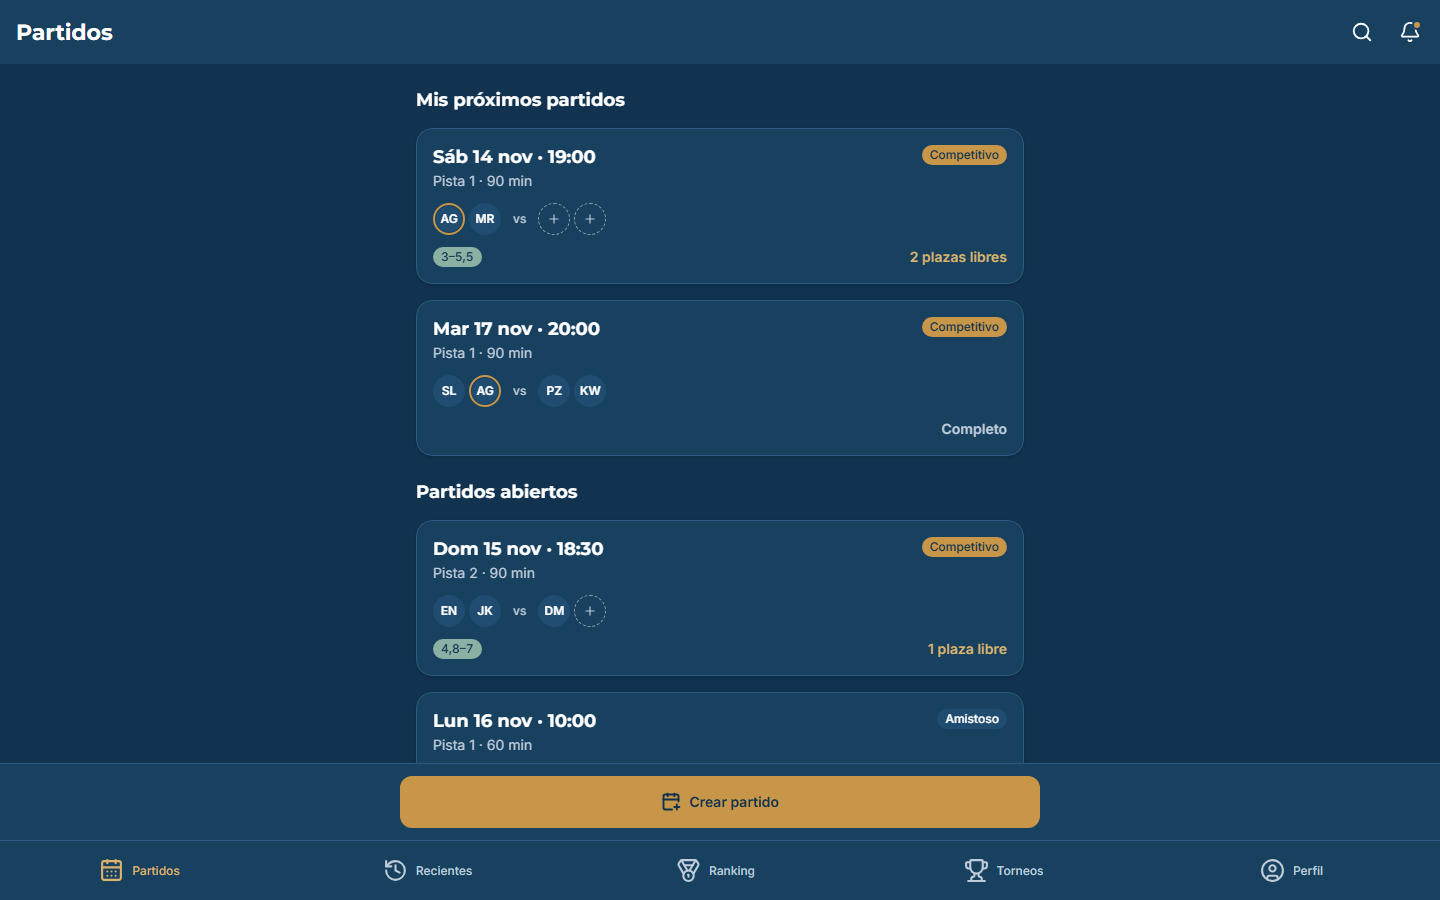 Partidos
Mis próximos partidos
Sáb 14 nov · 19:00
Competitivo
Pista 1 · 90 min
AG MR vs + +
3–5,5
2 plazas libres
Mar 17 nov · 20:00
Competitivo
Pista 1 · 90 min
SL AG vs PZ KW
Completo
Partidos abiertos
Dom 15 nov · 18:30
Competitivo
Pista 2 · 90 min
EN JK vs DM +
4,8–7
1 plaza libre
Lun 16 nov · 10:00
Amistoso
Pista 1 · 60 min
Crear partido
Partidos
Recientes
Ranking
Torneos
Perfil